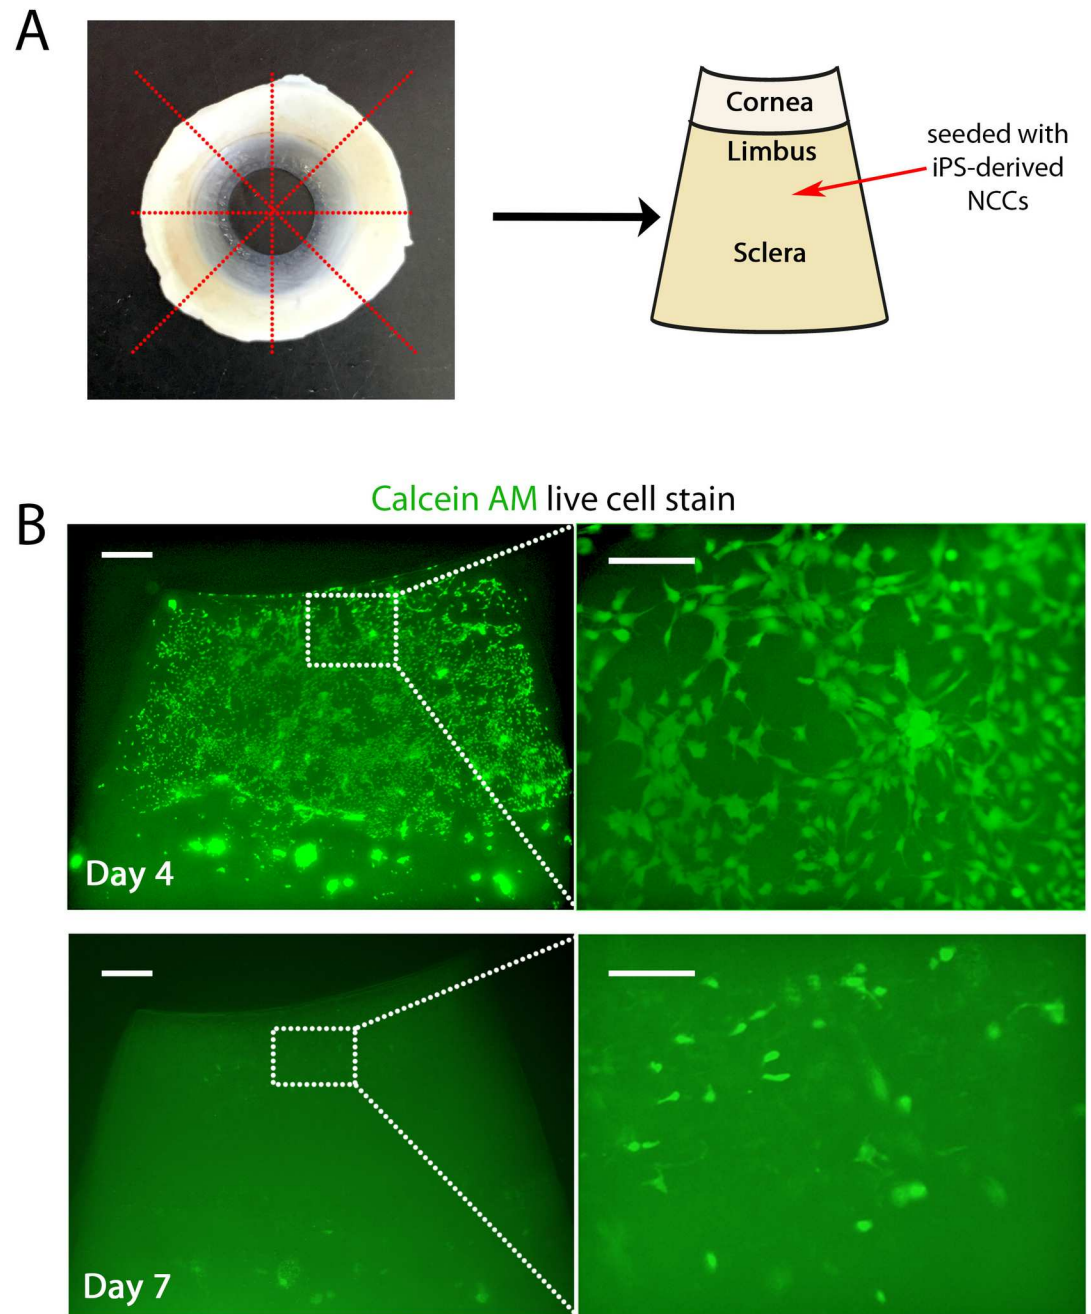 A
Cornea
Limbus
Sclera
seeded with
iPS-derived
NCCs
B
Calcein AM live cell stain
Day 4
Day 7